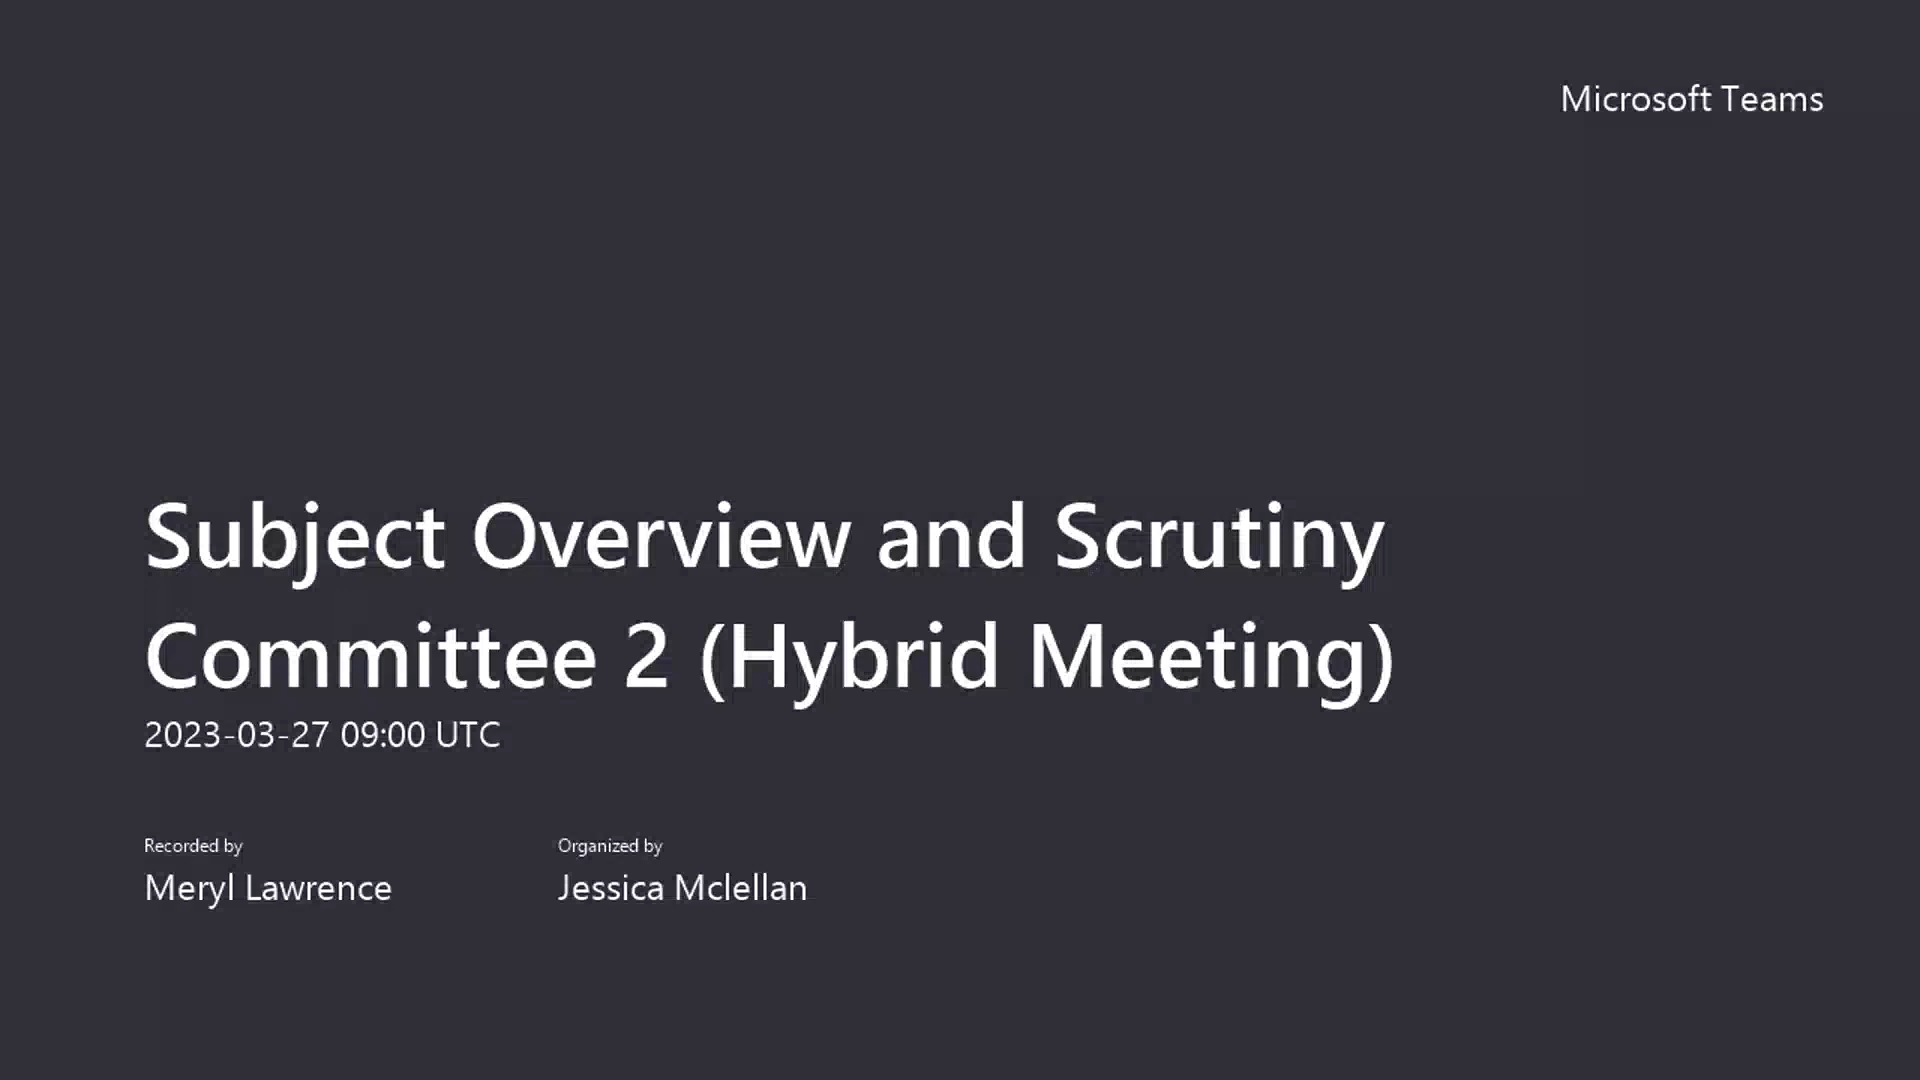 Microsoft Teams
Subject Overview and Scrutiny
Committee 2 (Hybrid Meeting)
2023-03-27 09:00 UTC
Recorded by
Meryl Lawrence
Organized by
Jessica Mclellan